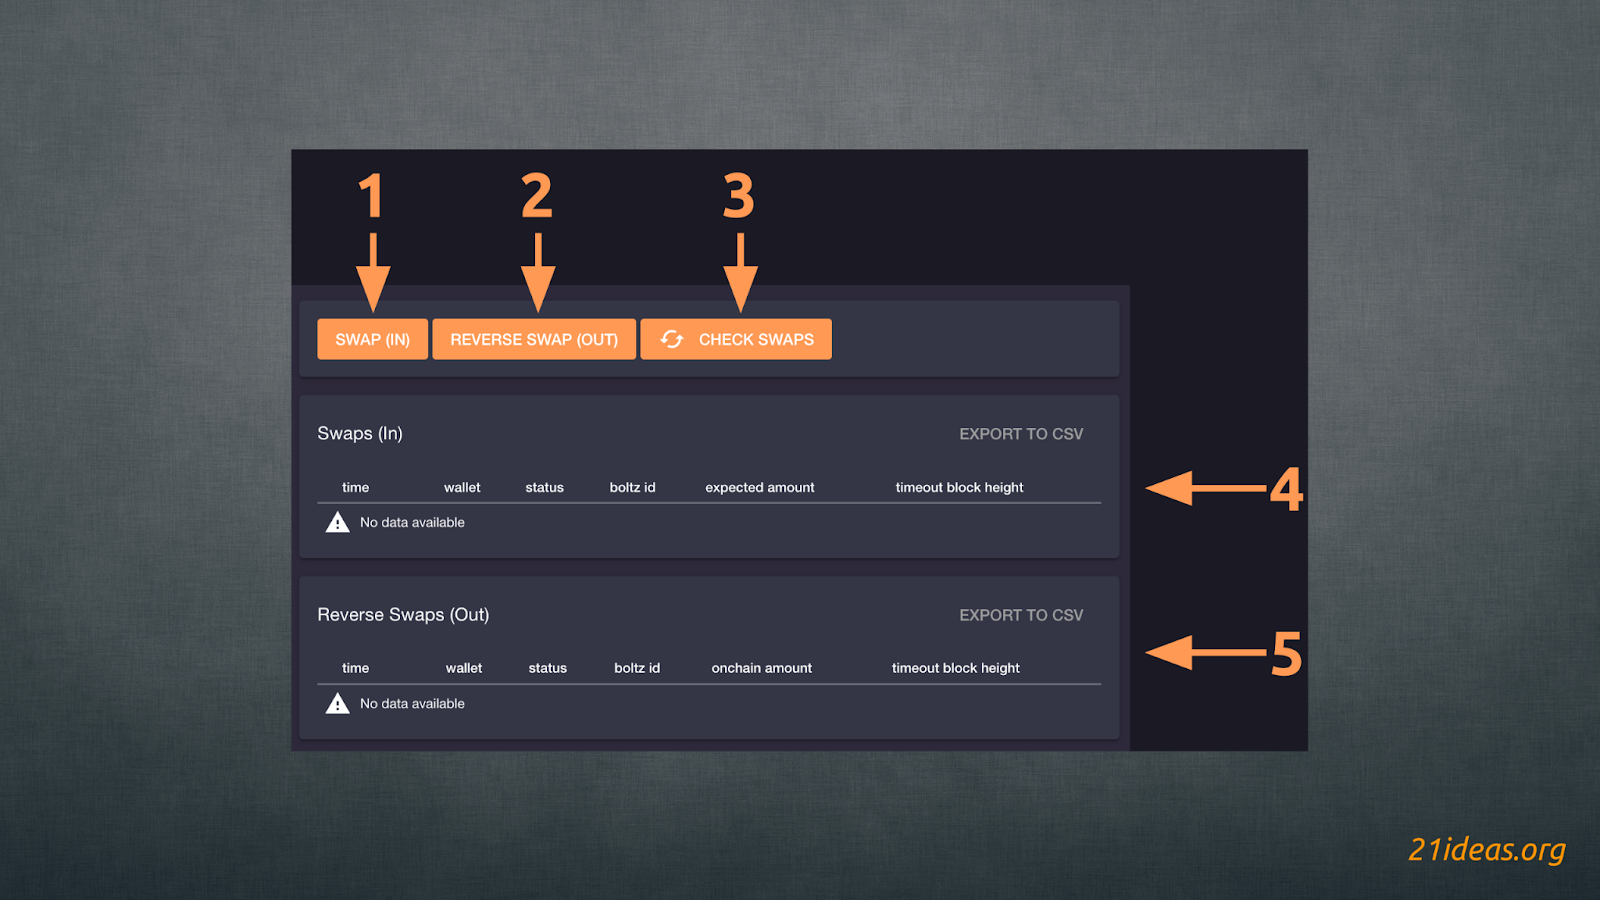 1 2 3
SWAP (IN) REVERSE SWAP (OUT) CHECK SWAPS
Swaps (In) EXPORT TO CSV
time wallet status boltz id expected amount timeout block height
4
No data available
Reverse Swaps (Out) EXPORT TO CSV
5
time wallet status boltz id onchain amount timeout block height
No data available
21ideas.org